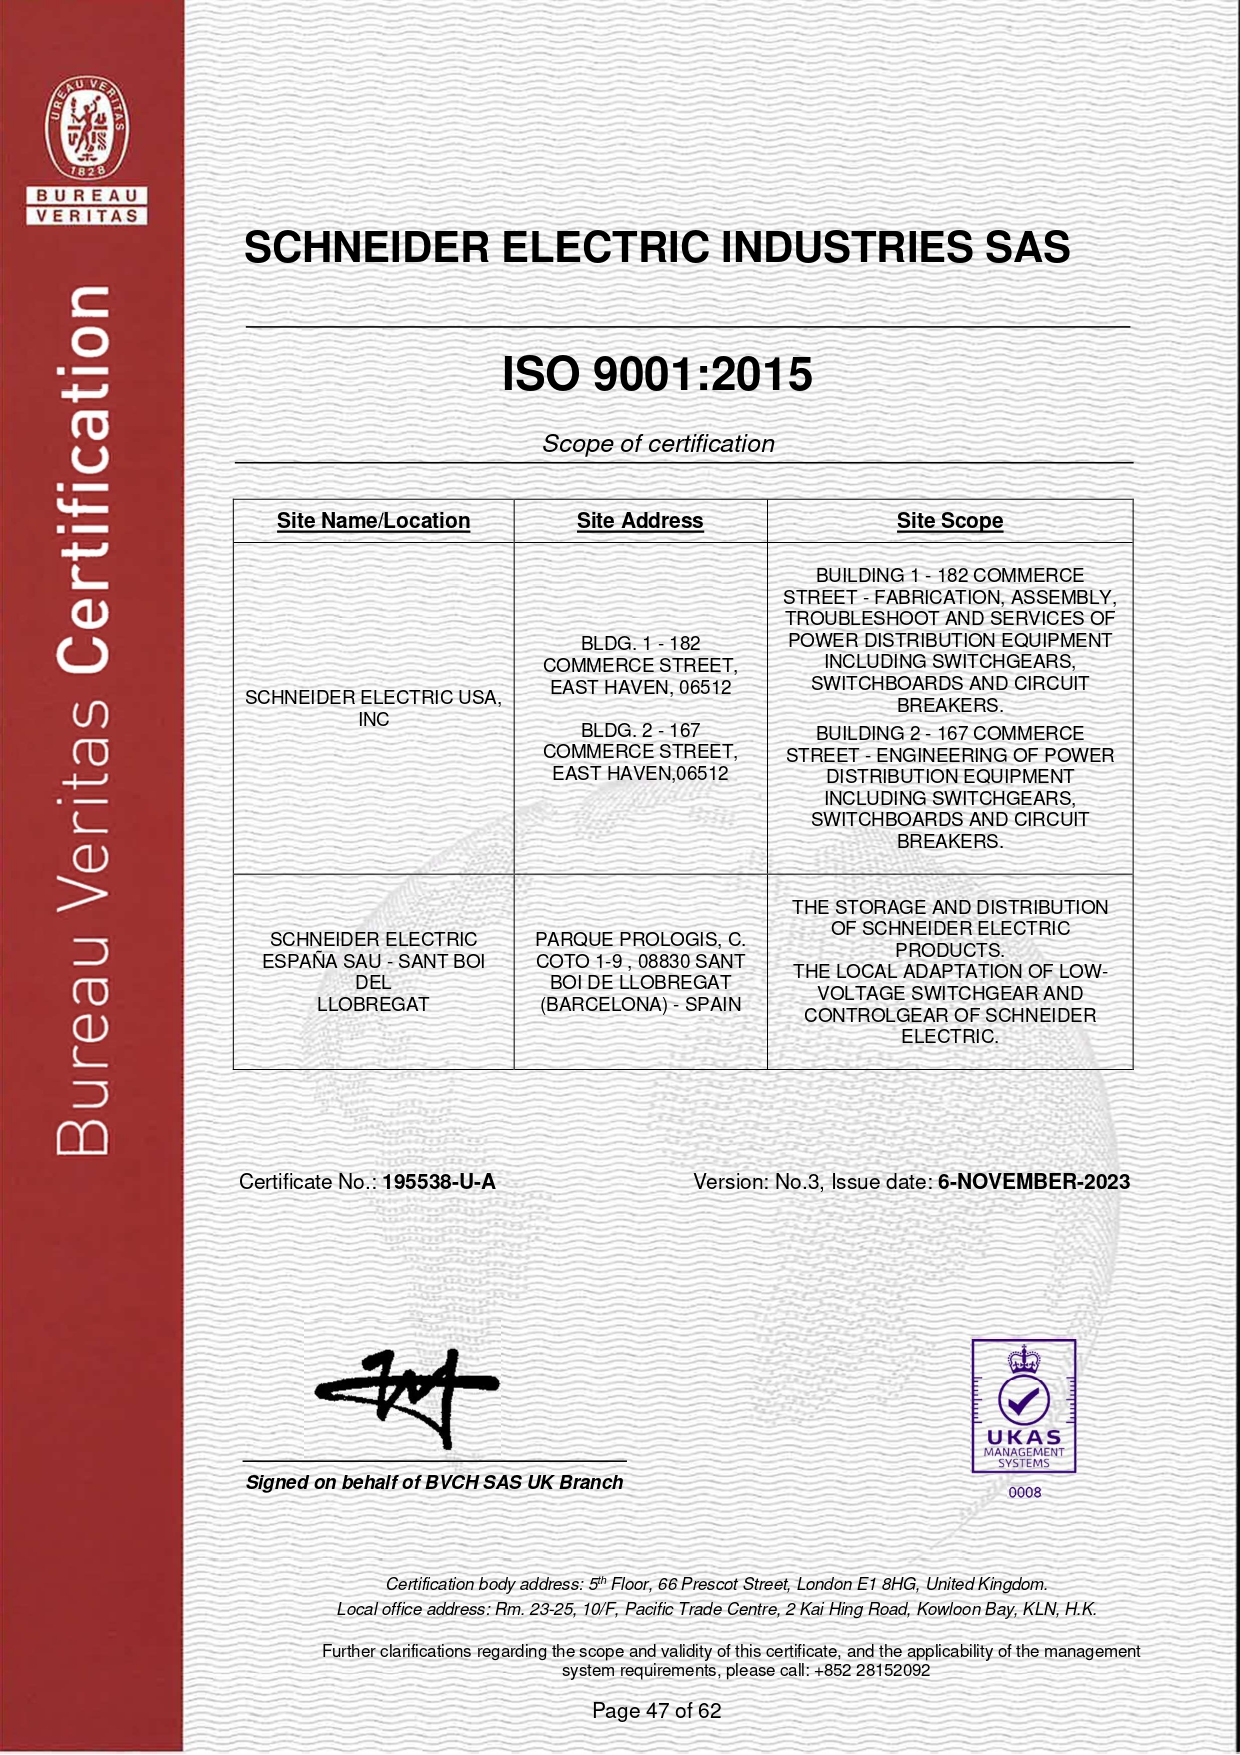 BUREAU VERITAS
1828
BUREAU
VERITAS
Bureau Veritas Certification
SCHNEIDER ELECTRIC INDUSTRIES SAS
ISO 9001:2015
Scope of certification
Site Name/Location
Site Address
Site Scope
SCHNEIDER ELECTRIC USA,
INC
BLDG. 1 - 182
COMMERCE STREET,
EAST HAVEN, 06512
BLDG. 2 - 167
COMMERCE STREET,
EAST HAVEN,06512
BUILDING 1 - 182 COMMERCE
STREET - FABRICATION, ASSEMBLY,
TROUBLESHOOT AND SERVICES OF
POWER DISTRIBUTION EQUIPMENT
INCLUDING SWITCHGEARS,
SWITCHBOARDS AND CIRCUIT
BREAKERS.
BUILDING 2 - 167 COMMERCE
STREET - ENGINEERING OF POWER
DISTRIBUTION EQUIPMENT
INCLUDING SWITCHGEARS,
SWITCHBOARDS AND CIRCUIT
BREAKERS.
SCHNEIDER ELECTRIC
ESPAÑA SAU - SANT BOI
DEL
LLOBREGAT
PARQUE PROLOGIS, C.
COTO 1-9 , 08830 SANT
BOI DE LLOBREGAT
(BARCELONA) - SPAIN
THE STORAGE AND DISTRIBUTION
OF SCHNEIDER ELECTRIC
PRODUCTS.
THE LOCAL ADAPTATION OF LOW-
VOLTAGE SWITCHGEAR AND
CONTROLGEAR OF SCHNEIDER
ELECTRIC.
Certificate No.: 195538-U-A
Version: No.3, Issue date: 6-NOVEMBER-2023
Signed on behalf of BVCH SAS UK Branch
UKAS
MANAGEMENT
SYSTEMS
0008
Certification body address: 5th Floor, 66 Prescot Street, London E1 8HG, United Kingdom.
Local office address: Rm. 23-25, 10/F, Pacific Trade Centre, 2 Kai Hing Road, Kowloon Bay, KLN, H.K.
Further clarifications regarding the scope and validity of this certificate, and the applicability of the management
system requirements, please call: +852 28152092
Page 47 of 62